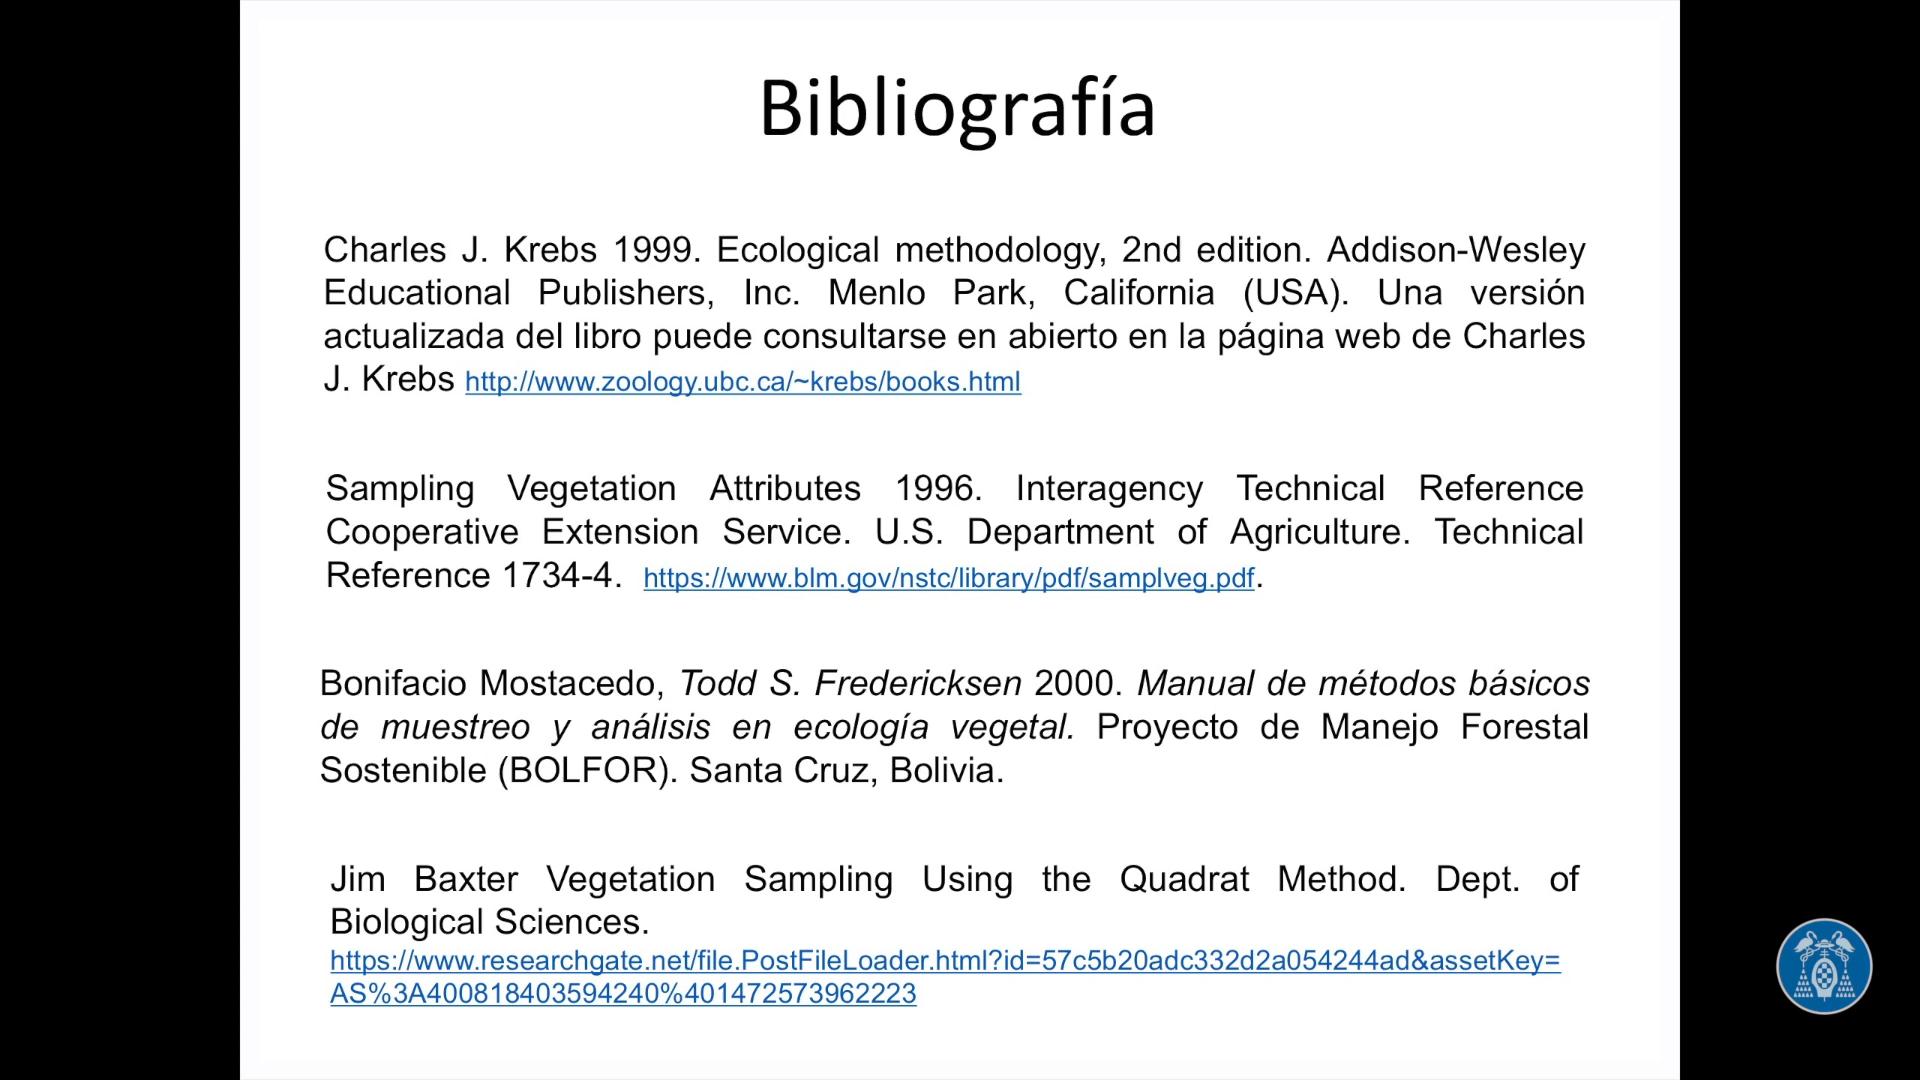 Bibliografía
Charles J. Krebs 1999. Ecological methodology, 2nd edition. Addison-Wesley
Educational Publishers, Inc. Menlo Park, California (USA). Una versión
actualizada del libro puede consultarse en abierto en la página web de Charles
J. Krebs http://www.zoology.ubc.ca/~krebs/books.html
Sampling Vegetation Attributes 1996. Interagency Technical Reference
Cooperative Extension Service. U.S. Department of Agriculture. Technical
Reference 1734-4. https://www.blm.gov/nstc/library/pdf/samplveg.pdf.
Bonifacio Mostacedo, Todd S. Fredericksen 2000. Manual de métodos básicos
de muestreo y análisis en ecología vegetal. Proyecto de Manejo Forestal
Sostenible (BOLFOR). Santa Cruz, Bolivia.
Jim Baxter Vegetation Sampling Using the Quadrat Method. Dept. of
Biological Sciences.
https://www.researchgate.net/file.PostFileLoader.html?id=57c5b20adc332d2a054244ad&assetKey=
AS%3A400818403594240%401472573962223